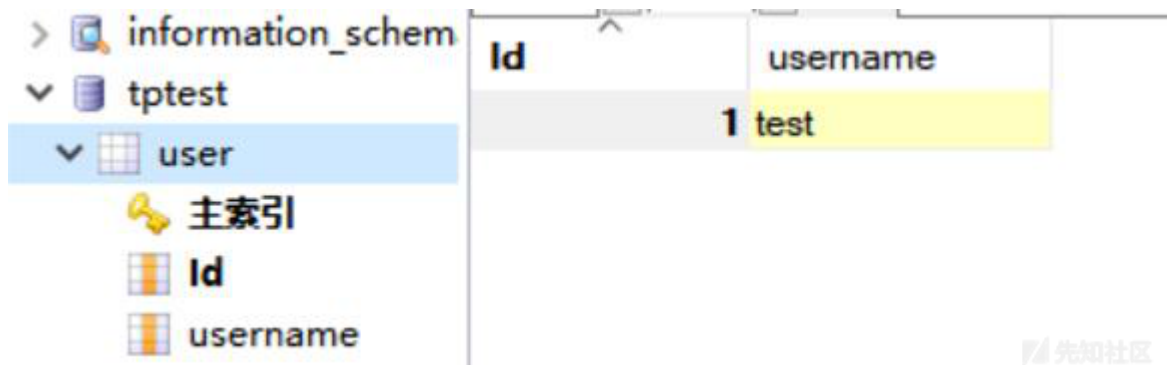 information_schem
tptest
user
主索引
Id
username
Id username
1 test
先知社区